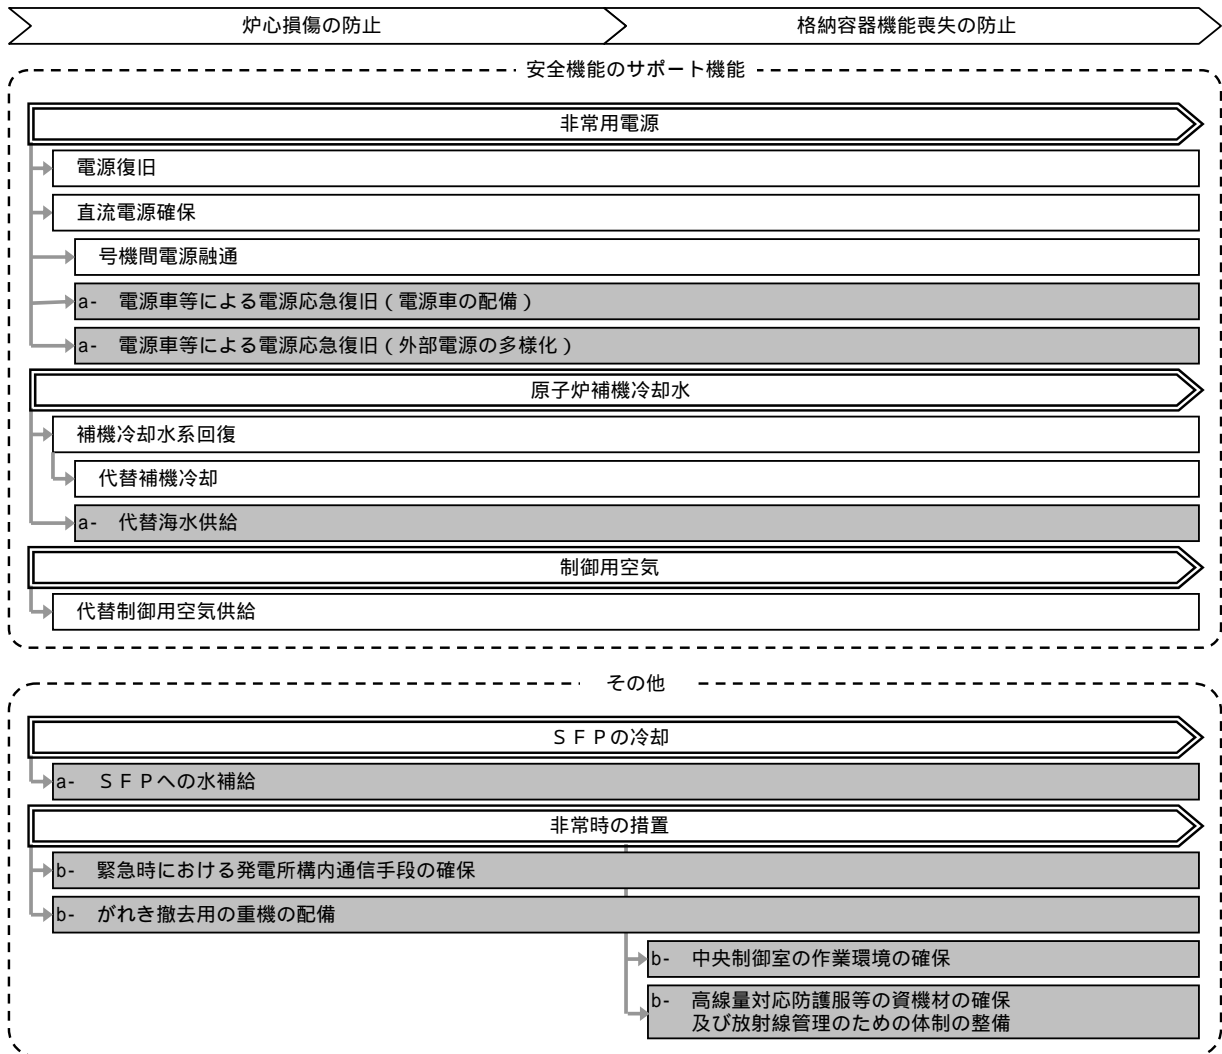 炉心損傷の防止
格納容器機能喪失の防止
安全機能のサポート機能
非常用電源
電源復旧
直流電源確保
号機間電源融通
a- 電源車等による電源応急復旧（電源車の配備）
a- 電源車等による電源応急復旧（外部電源の多様化）
原子炉補機冷却水
補機冷却水系回復
代替補機冷却
a- 代替海水供給
制御用空気
代替制御用空気供給
その他
ＳＦＰの冷却
a- ＳＦＰへの水補給
非常時の措置
b- 緊急時における発電所構内通信手段の確保
b- がれき撤去用の重機の配備
b- 中央制御室の作業環境の確保
b- 高線量対応防護服等の資機材の確保
及び放射線管理のための体制の整備